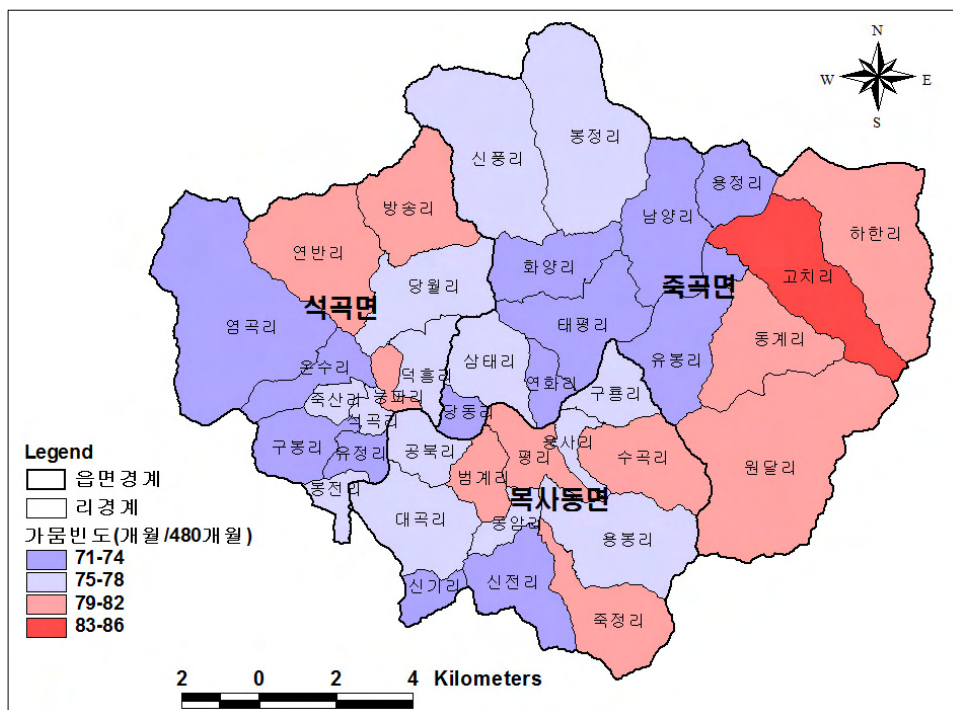 N
W
E
S
봉정리
신풍리
용정리
방송리
남양리
하한리
연반리
화양리
고치리
당월리
죽곡면
석곡면
염곡리
태평리
동계리
온수리
삼태리
유봉리
덕흥리
연화리
구룡리
죽산리
능파리
당동리
석곡리
용사리
구봉리
유정리
공북리
평리
수곡리
원달리
범계리
봉전리
목사동면
대곡리
용봉리
신기리
신전리
죽정리
Legend
읍면경계
리경계
가뭄빈도(개월/480개월)
71-74
75-78
79-82
83-86
2 0 2 4 Kilometers